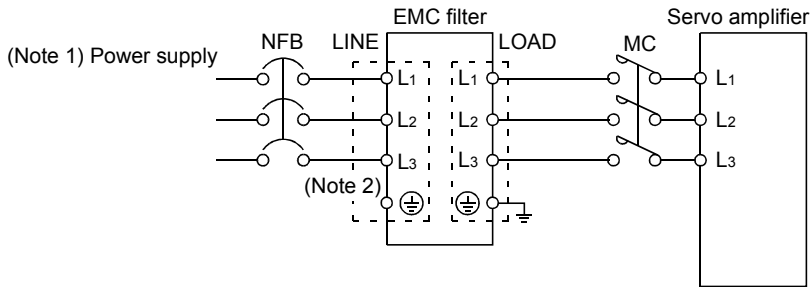 EMC filter
Servo amplifier
(Note 1) Power supply
NFB
LINE
LOAD
MC
L1
L1
L1
L2
L2
L2
L3
L3
L3
(Note 2)